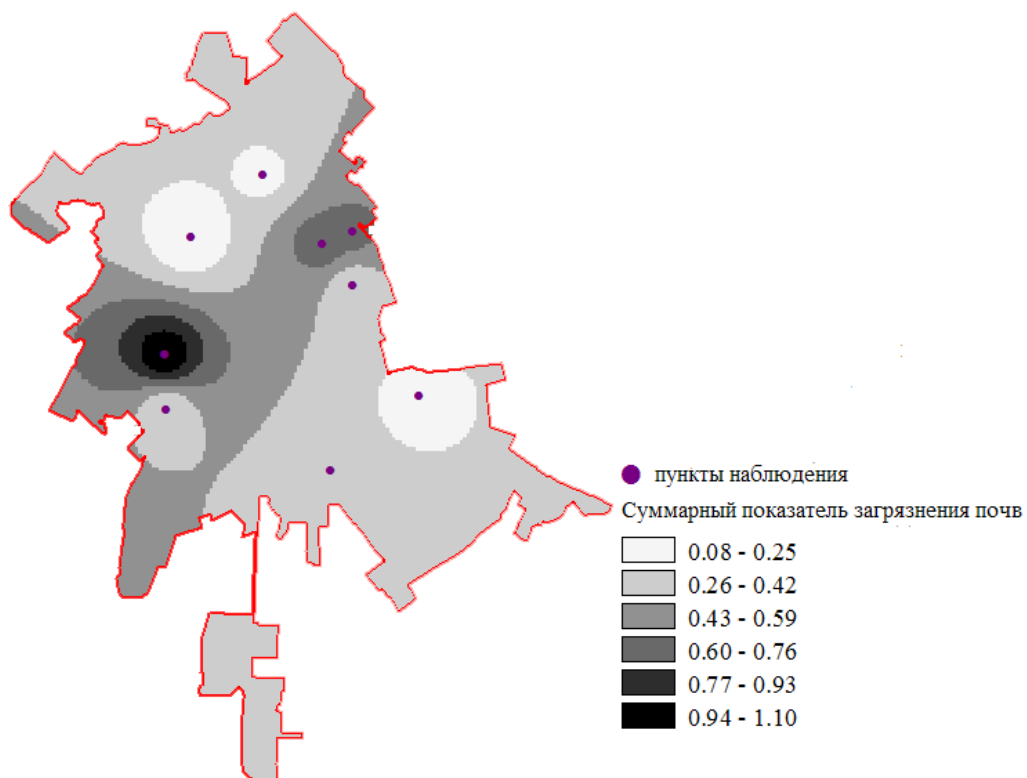 пункты наблюдения
Суммарный показатель загрязнения почв
0.08 - 0.25
0.26 - 0.42
0.43 - 0.59
0.60 - 0.76
0.77 - 0.93
0.94 - 1.10